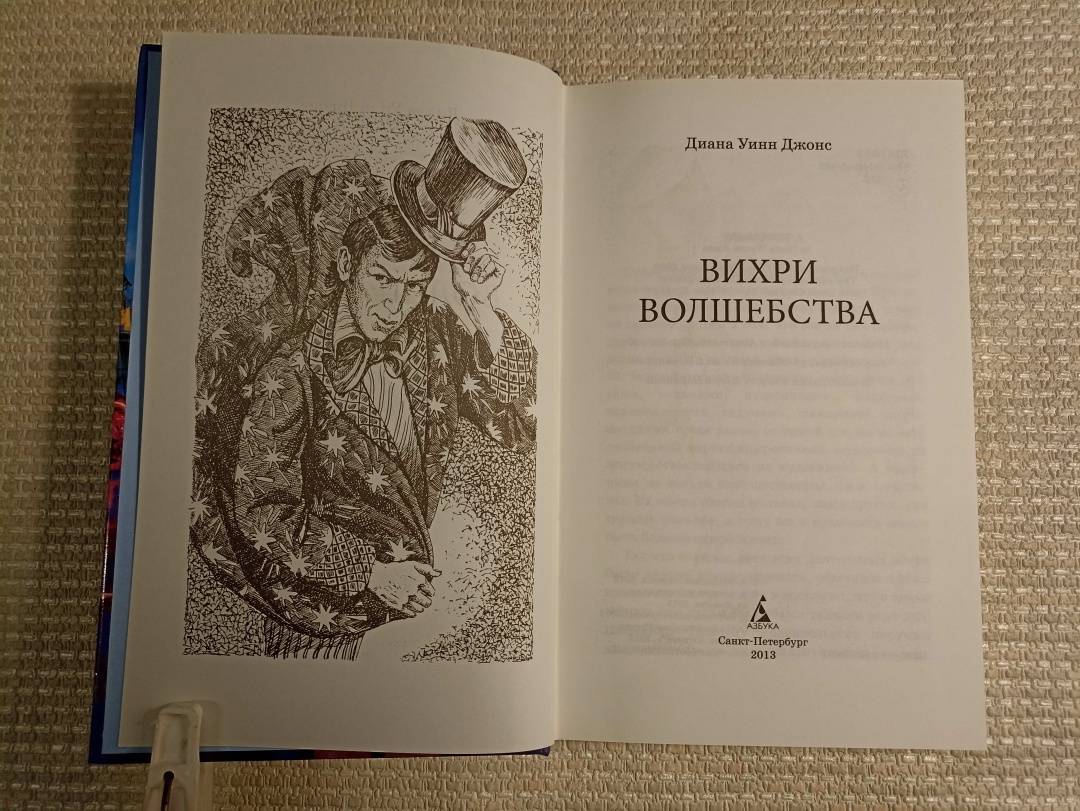 Диана Уинн Джонс
ВИХРИ
ВОЛШЕБСТВА
АЗБУКА
Санкт-Петербург
2013